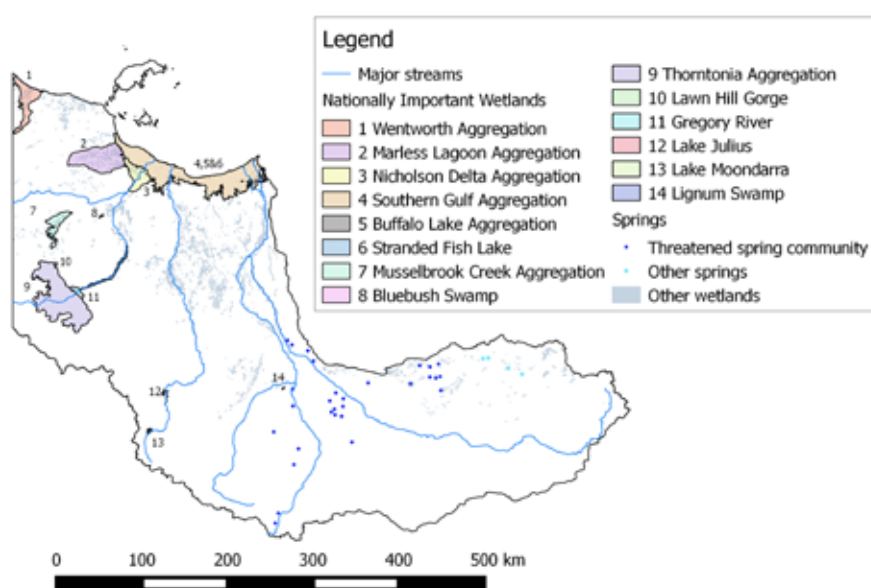 Legend
Major streams
Nationally Important Wetlands
1 Wentworth Aggregation
2 Marless Lagoon Aggregation
3 Nicholson Delta Aggregation
4 Southern Gulf Aggregation
5 Buffalo Lake Aggregation
6 Stranded Fish Lake
7 Musselbrook Creek Aggregation
8 Bluebush Swamp
9 Thorntonia Aggregation
10 Lawn Hill Gorge
11 Gregory River
12 Lake Julius
13 Lake Moondarra
14 Lignum Swamp
Springs
Threatened spring community
Other springs
Other wetlands
1
2
4,5&6
3
7
8
10
9
11
12
14
13
0 100 200 300 400 500 km